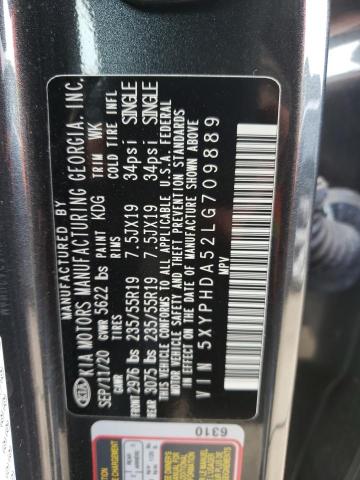 MANUFACTURED BY
KIA KIA MOTORS MANUFACTURING GEORGIA, INC.
SEP/11/20 GVWR 5622 lbs PAINT KDG TRIM WK
GAWR TIRES RIMS COLD TIRE INFL
FRONT 2976 lbs 235/55R19 7.5JX19 34psi SINGLE
REAR 3075 lbs 235/55R19 7.5JX19 34psi SINGLE
THIS VEHICLE CONFORMS TO ALL APPLICABLE U.S.A FEDERAL
MOTOR VEHICLE SAFETY, THEFT PREVENTION, AND BUMPER STANDARDS
IN EFFECT ON THE DATE OF MANUFACTURE SHOWN ABOVE.
VIN 5XYPHDA52LG709889
MPV
6310